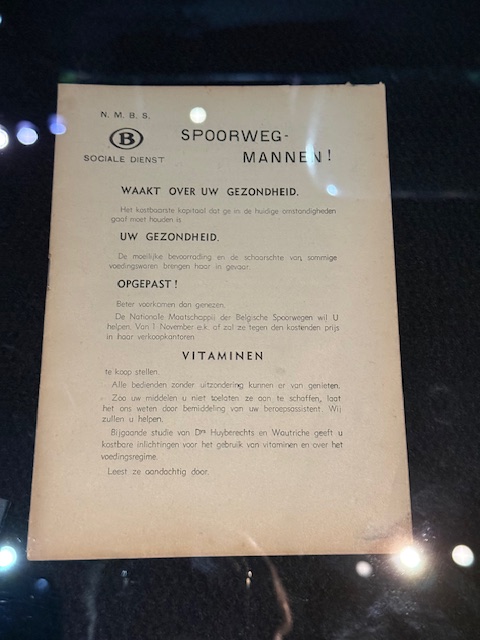 N. M. B. S.
B
SOCIALE DIENST
SPOORWEG-
MANNEN!
WAAKT OVER UW GEZONDHEID.
Het kostbaarste kapitaal dat ge in de huidige omstandigheden
gaaf moet houden is
UW GEZONDHEID.
De moeilijke bevoorrading en de schaarschte van sommige
voedingswaren brengen haar in gevaar.
OPGEPAST!
Beter voorkomen dan genezen.
De Nationale Maatschappij der Belgische Spoorwegen wil U
helpen. Van 1 November e.k. af zal ze tegen den kostenden prijs
in haar verkoopkantoren
VITAMINEN
te koop stellen.
Alle bedienden zonder uitzondering kunnen er van genieten.
Zoo uw middelen u niet toelaten ze aan te schaffen, laat
het ons weten door bemiddeling van uw beroepsassistent. Wij
zullen u helpen.
Bijgaande studie van Drs Huyberechts en Wautriche geeft u
kostbare inlichtingen voor het gebruik van vitaminen en over het
voedingsregime.
Leest ze aandachtig door.